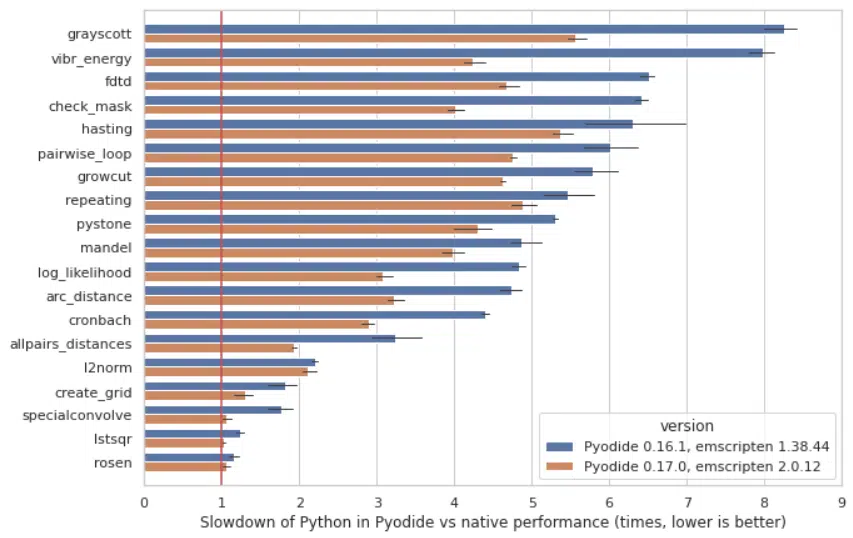 grayscott
vibr_energy
fdtd
check_mask
hasting
pairwise_loop
growcut
repeating
pystone
mandel
log_likelihood
arc_distance
cronbach
allpairs_distances
l2norm
create_grid
specialconvolve
lstsqr
rosen
version
Pyodide 0.16.1, emscripten 1.38.44
Pyodide 0.17.0, emscripten 2.0.12
0 1 2 3 4 5 6 7 8 9
Slowdown of Python in Pyodide vs native performance (times, lower is better)